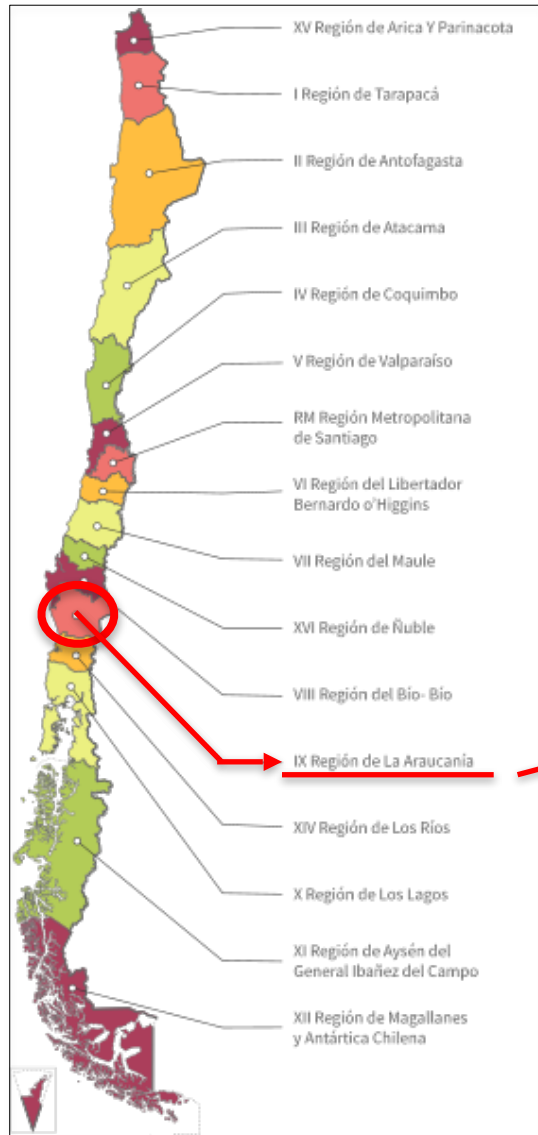 XV Región de Arica Y Parinacota
I Región de Tarapacá
II Región de Antofagasta
III Región de Atacama
IV Región de Coquimbo
V Región de Valparaíso
RM Región Metropolitana
de Santiago
VI Región del Libertador
Bernardo o'Higgins
VII Región del Maule
XVI Región de Ñuble
VIII Región del Bío- Bío
IX Región de La Araucanía
XIV Región de Los Ríos
X Región de Los Lagos
XI Región de Aysén del
General Ibañez del Campo
XII Región de Magallanes
y Antártica Chilena